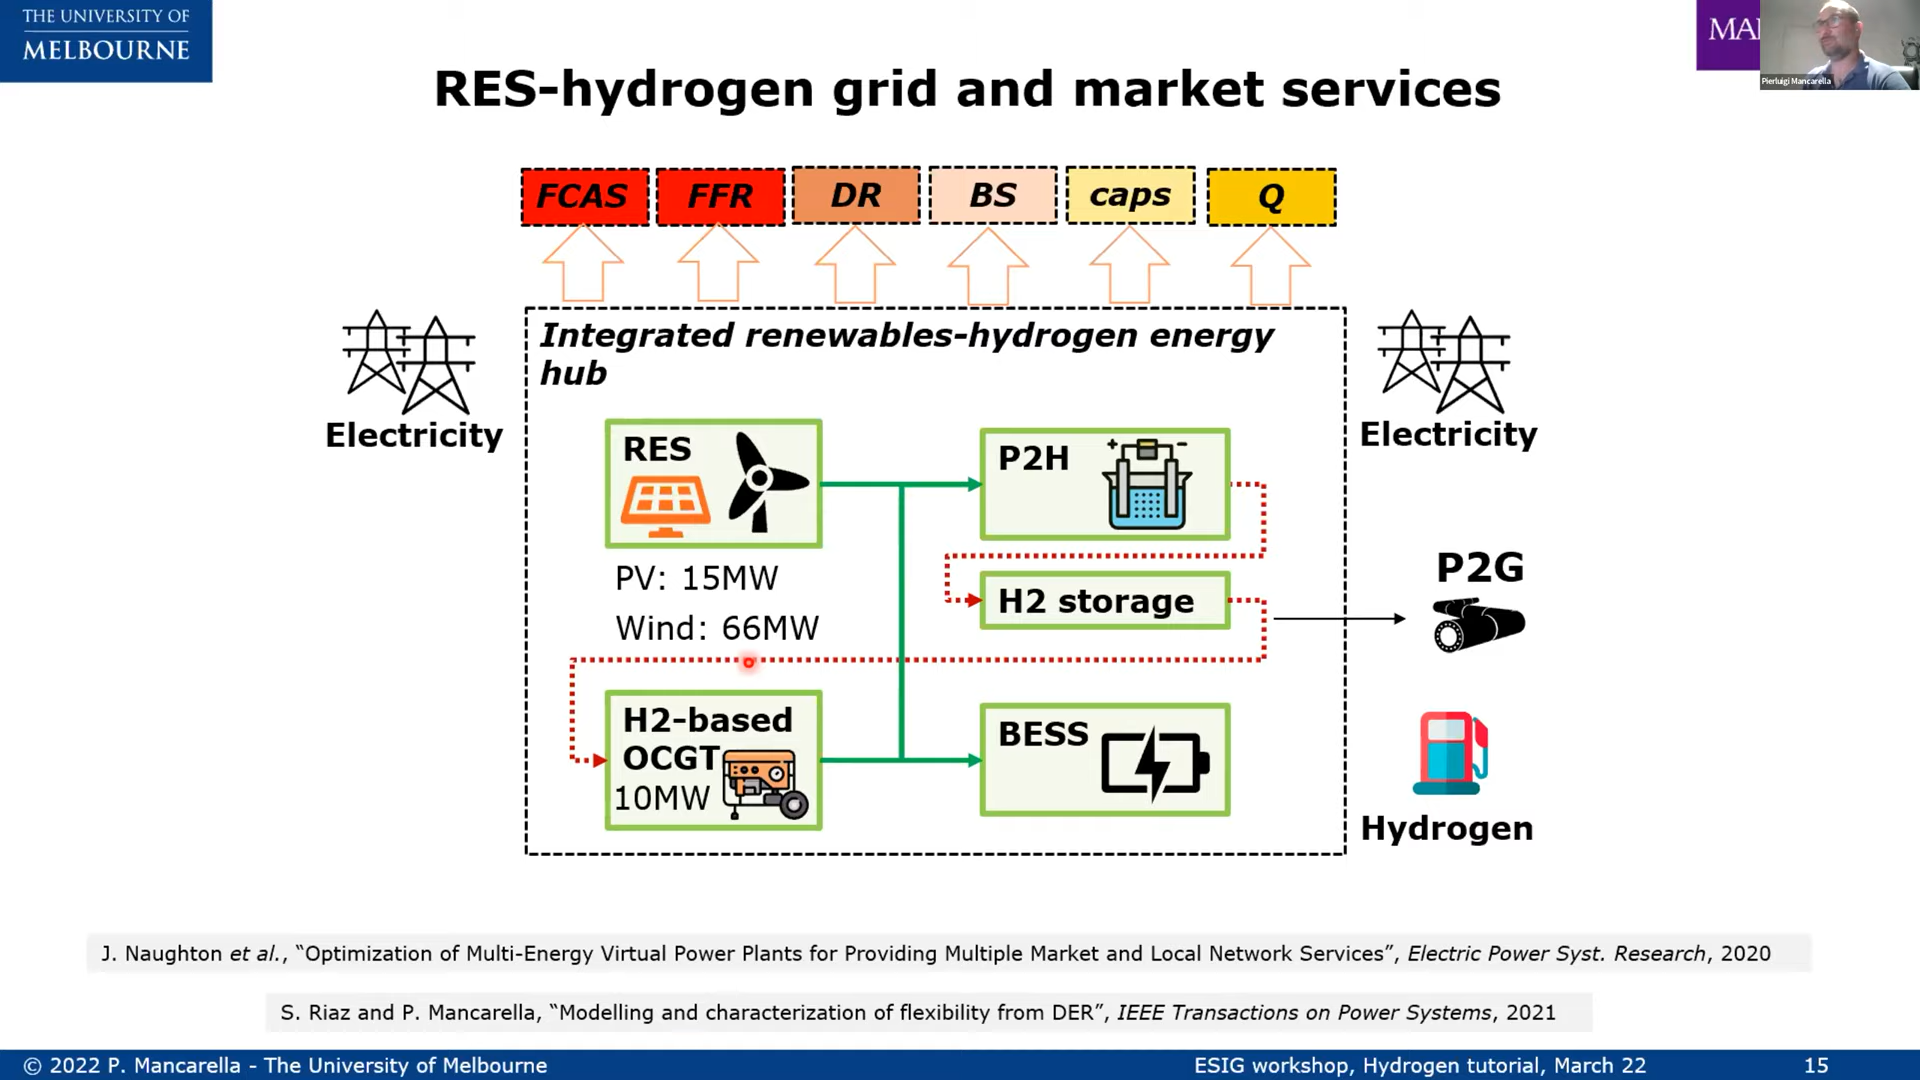 THE UNIVERSITY OF
MELBOURNE
MA
Pierluigi Mancarella
RES-hydrogen grid and market services
FCAS FFR DR BS caps Q
Integrated renewables-hydrogen energy
hub
Electricity
Electricity
RES
P2H
+ -
PV: 15MW
Wind: 66MW
H2 storage
P2G
H2-based
OCGT
10MW
BESS
Hydrogen
J. Naughton et al., “Optimization of Multi-Energy Virtual Power Plants for Providing Multiple Market and Local Network Services”, Electric Power Syst. Research, 2020
S. Riaz and P. Mancarella, “Modelling and characterization of flexibility from DER”, IEEE Transactions on Power Systems, 2021
© 2022 P. Mancarella - The University of Melbourne
ESIG workshop, Hydrogen tutorial, March 22
15